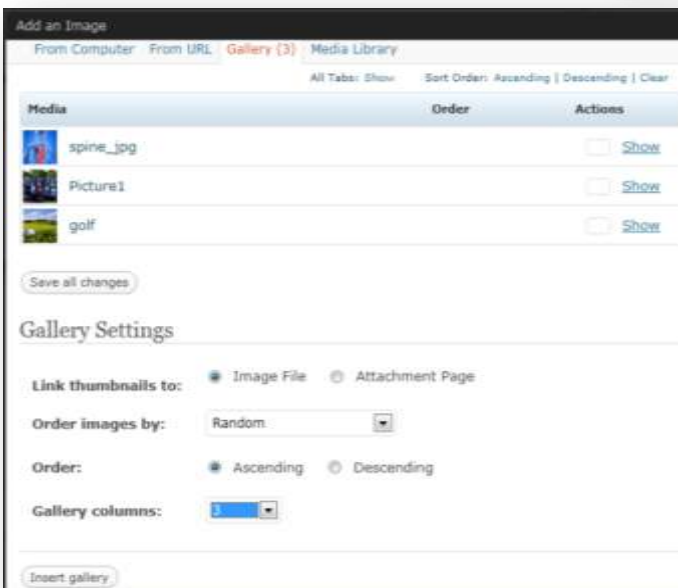 Add an Image
From Computer From URL Gallery (3) Media Library
All Tabs: Show Sort Order: Ascending | Descending | Clear
Media Order Actions
spine_jpg Show
Picture1 Show
golf Show
Save all changes
Gallery Settings
Link thumbnails to: Image File Attachment Page
Order images by: Random
Order: Ascending Descending
Gallery columns: 3
Insert gallery